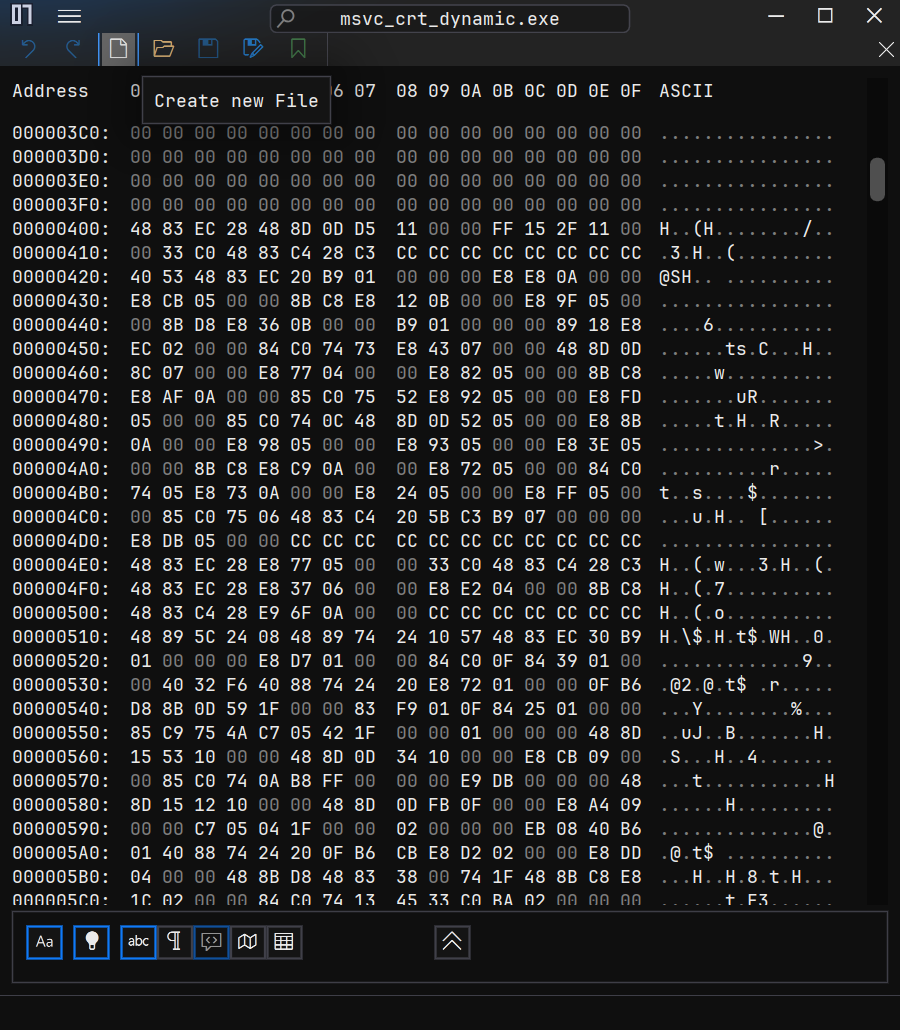 07
msvc_crt_dynamic.exe
Create new File
Address 0 06 07 08 09 0A 0B 0C 0D 0E 0F ASCII
000003C0: 00 00 00 00 00 00 00 00 00 00 00 00 00 00 00 00 ................
000003D0: 00 00 00 00 00 00 00 00 00 00 00 00 00 00 00 00 ................
000003E0: 00 00 00 00 00 00 00 00 00 00 00 00 00 00 00 00 ................
000003F0: 00 00 00 00 00 00 00 00 00 00 00 00 00 00 00 00 ................
00000400: 48 83 EC 28 48 8D 0D D5 11 00 00 FF 15 2F 11 00 H..(H......../..
00000410: 00 33 C0 48 83 C4 28 C3 CC CC CC CC CC CC CC CC .3.H..(.........
00000420: 40 53 48 83 EC 20 B9 01 00 00 00 E8 E8 0A 00 00 @SH.. ..........
00000430: E8 CB 05 00 00 8B C8 E8 12 0B 00 00 E8 9F 05 00 ................
00000440: 00 8B D8 E8 36 0B 00 00 B9 01 00 00 00 89 18 E8 ....6...........
00000450: EC 02 00 00 84 C0 74 73 E8 43 07 00 00 48 8D 0D ......ts.C...H..
00000460: 8C 07 00 00 E8 77 04 00 00 E8 82 05 00 00 8B C8 .....w..........
00000470: E8 AF 0A 00 00 85 C0 75 52 E8 92 05 00 00 E8 FD .......uR.......
00000480: 05 00 00 85 C0 74 0C 48 8D 0D 52 05 00 00 E8 8B .....t.H..R.....
00000490: 0A 00 00 E8 98 05 00 00 E8 93 05 00 00 E8 3E 05 ..............>.
000004A0: 00 00 8B C8 E8 C9 0A 00 00 E8 72 05 00 00 84 C0 ..........r.....
000004B0: 74 05 E8 73 0A 00 00 E8 24 05 00 00 E8 FF 05 00 t..s....$.......
000004C0: 00 85 C0 75 06 48 83 C4 20 5B C3 B9 07 00 00 00 ...u.H.. [......
000004D0: E8 DB 05 00 00 CC CC CC CC CC CC CC CC CC CC CC ................
000004E0: 48 83 EC 28 E8 77 05 00 00 33 C0 48 83 C4 28 C3 H..(.w...3.H..(.
000004F0: 48 83 EC 28 E8 37 06 00 00 E8 E2 04 00 00 8B C8 H..(.7..........
00000500: 48 83 C4 28 E9 6F 0A 00 00 CC CC CC CC CC CC CC H..(.o..........
00000510: 48 89 5C 24 08 48 89 74 24 10 57 48 83 EC 30 B9 H.\$.H.t$.WH..0.
00000520: 01 00 00 00 E8 D7 01 00 00 84 C0 0F 84 39 01 00 .............9..
00000530: 00 40 32 F6 40 88 74 24 20 E8 72 01 00 00 0F B6 .@2.@.t$ .r.....
00000540: D8 8B 0D 59 1F 00 00 83 F9 01 0F 84 25 01 00 00 ...Y........%...
00000550: 85 C9 75 4A C7 05 42 1F 00 00 01 00 00 00 48 8D ..uJ..B.......H.
00000560: 15 53 10 00 00 48 8D 0D 34 10 00 00 E8 CB 09 00 .S...H..4.......
00000570: 00 85 C0 74 0A B8 FF 00 00 00 00 E9 DB 00 00 00 48 ...t...........H
00000580: 8D 15 12 10 00 00 48 8D 0D FB 0F 00 00 E8 A4 09 ......H.........
00000590: 00 00 C7 05 04 1F 00 00 02 00 00 00 EB 08 40 B6 ..............@.
000005A0: 01 40 88 74 24 20 0F B6 CB E8 D2 02 00 00 E8 DD .@.t$ ..........
000005B0: 04 00 00 48 8B D8 48 83 38 00 74 1F 48 8B C8 E8 ...H..H.8.t.H...
000005C0: 1C 02 00 00 84 C0 74 13 45 33 C0 BA 02 00 00 00 ......t.E3......
Aa
abc